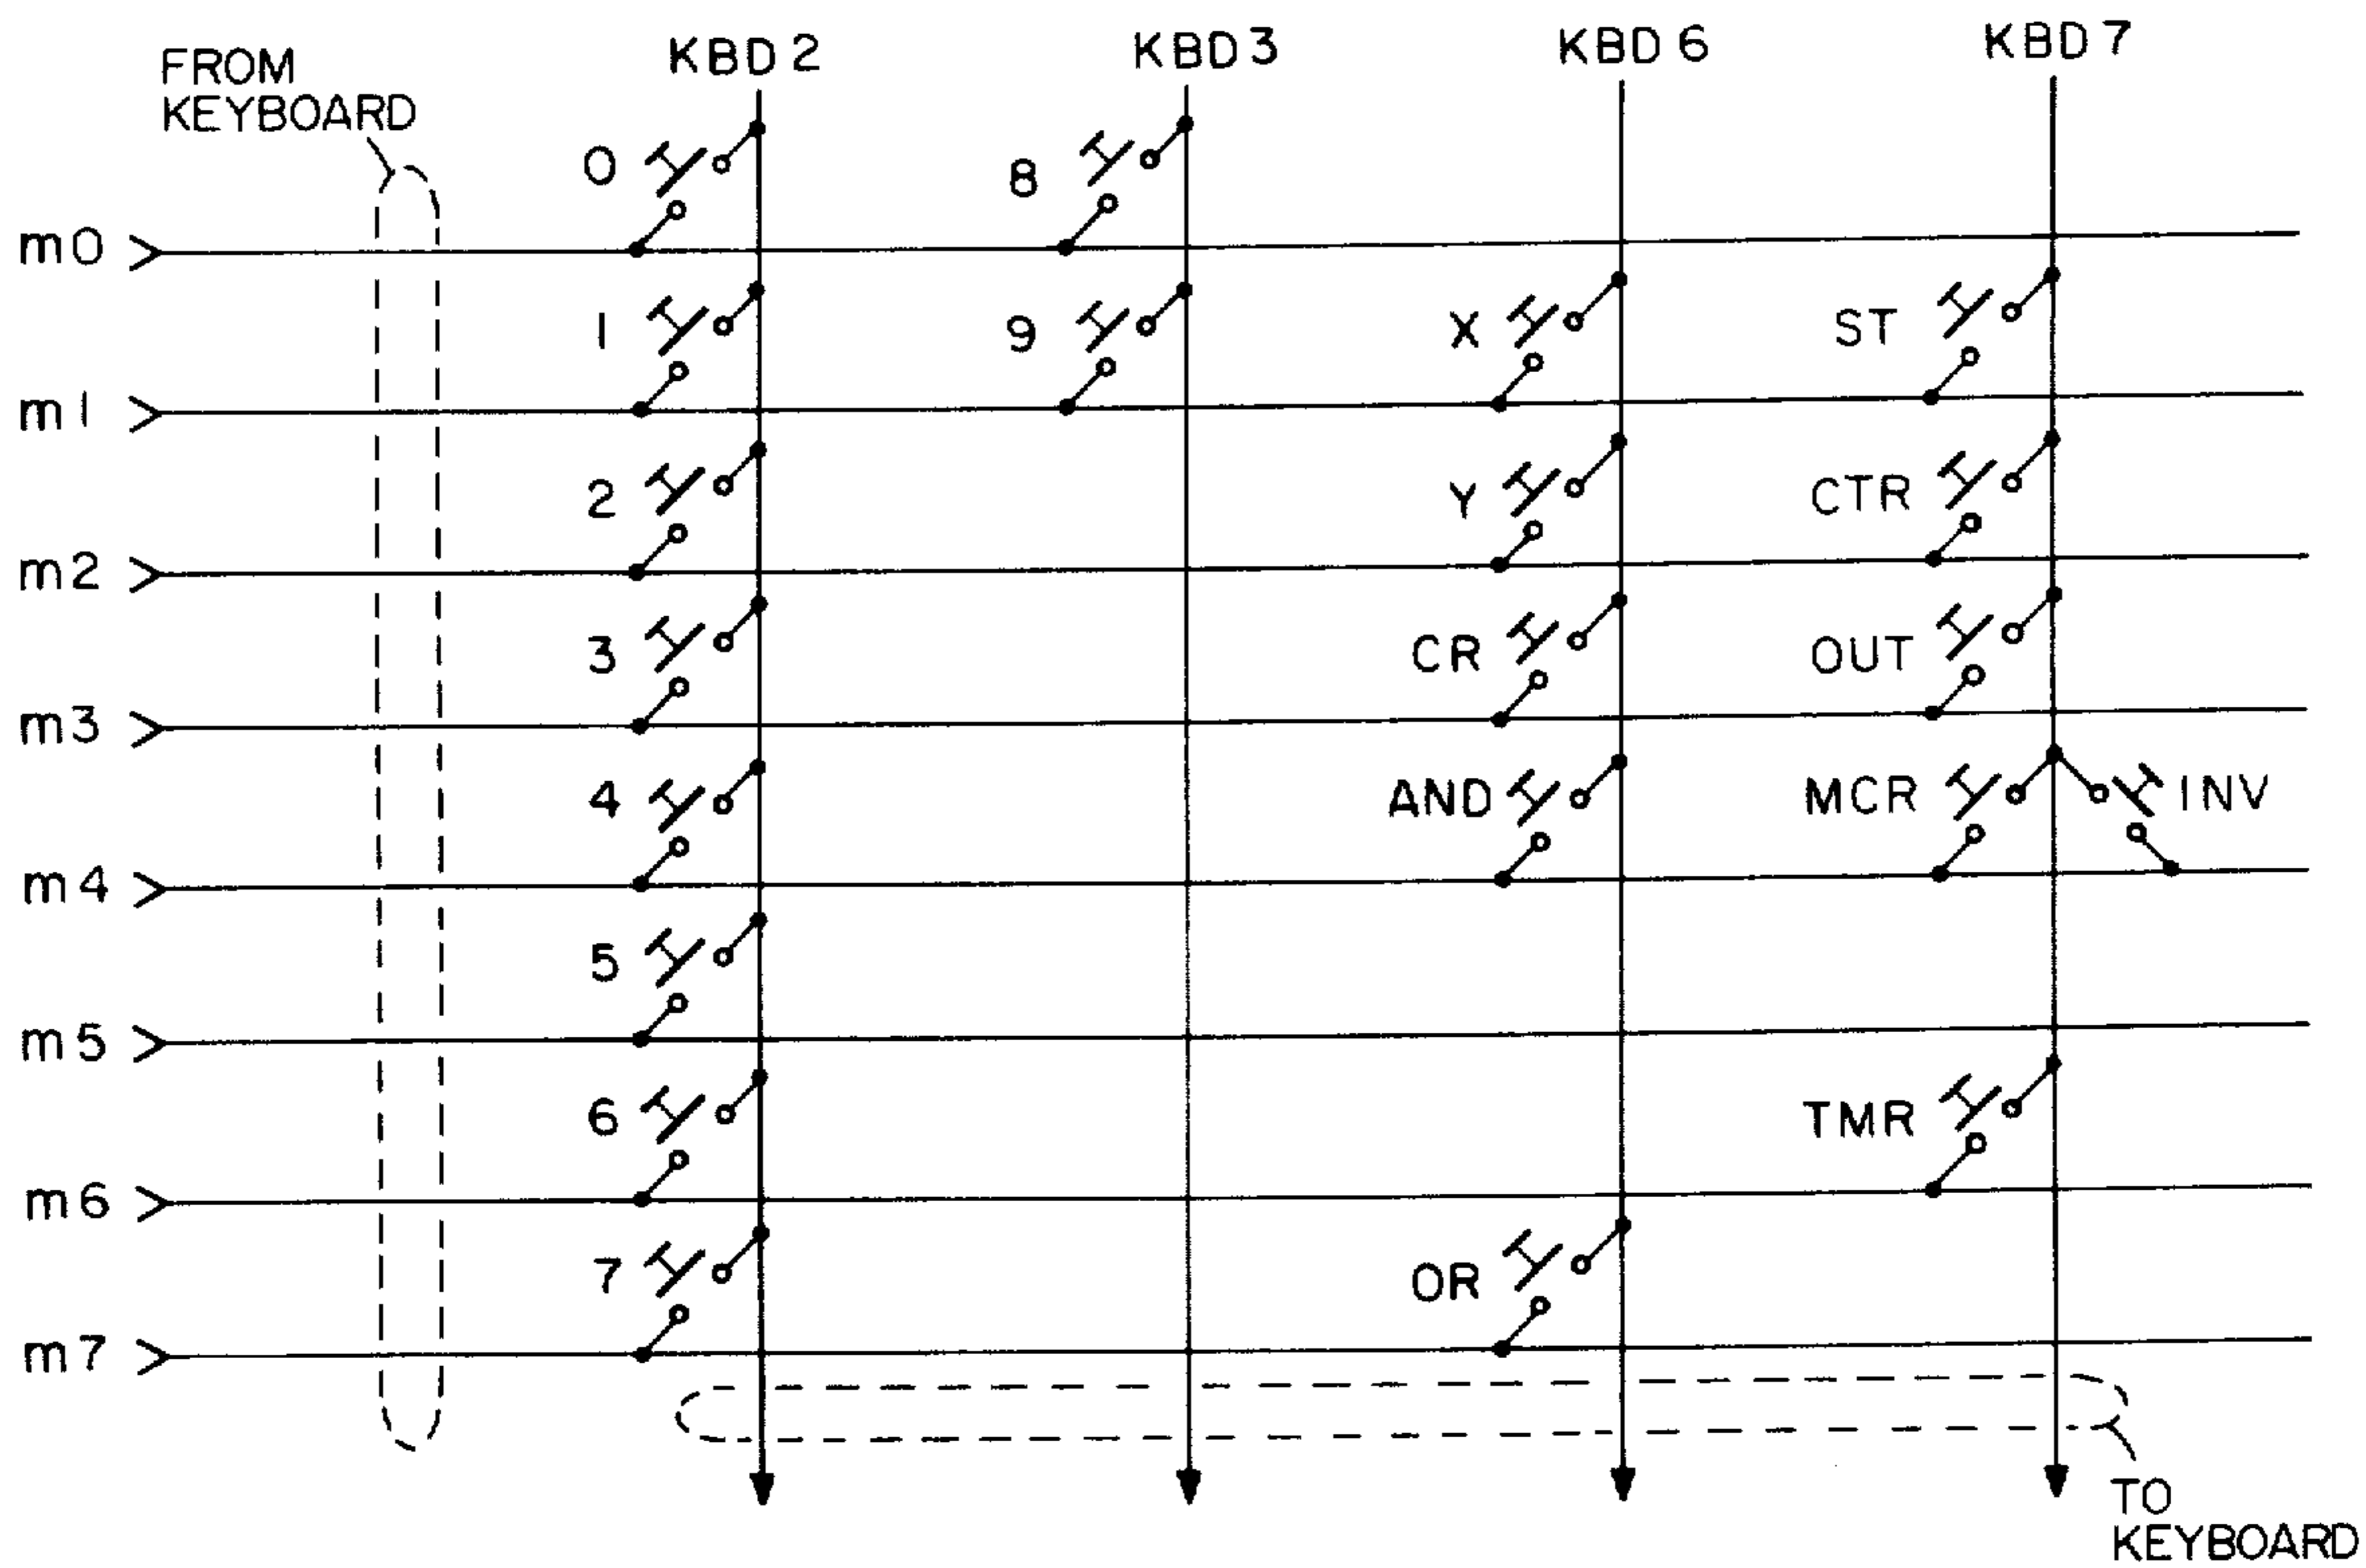 FROM
KEYBOARD
KBD 2
KBD 3
KBD 6
KBD 7
0
8
m0
1
9
X
ST
m1
2
Y
CTR
m2
3
CR
OUT
m3
4
AND
MCR
INV
m4
5
m5
6
TMR
m6
7
OR
m7
TO
KEYBOARD